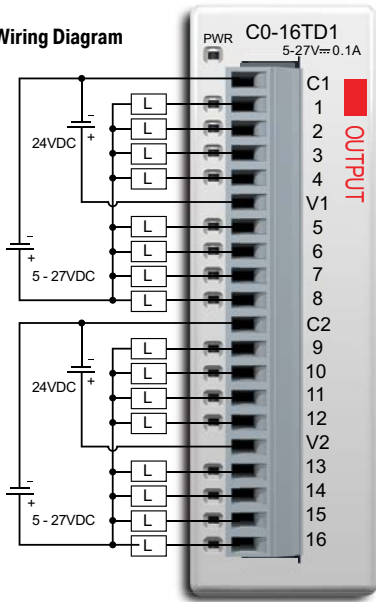 Wiring Diagram
PWR
C0-16TD1
5-27V⎓0.1A
OUTPUT
C1
L 1
L 2
24VDC
L 3
L 4
V1
L 5
L 6
5 - 27VDC
L 7
L 8
C2
L 9
L 10
24VDC
L 11
L 12
V2
L 13
L 14
5 - 27VDC
L 15
L 16